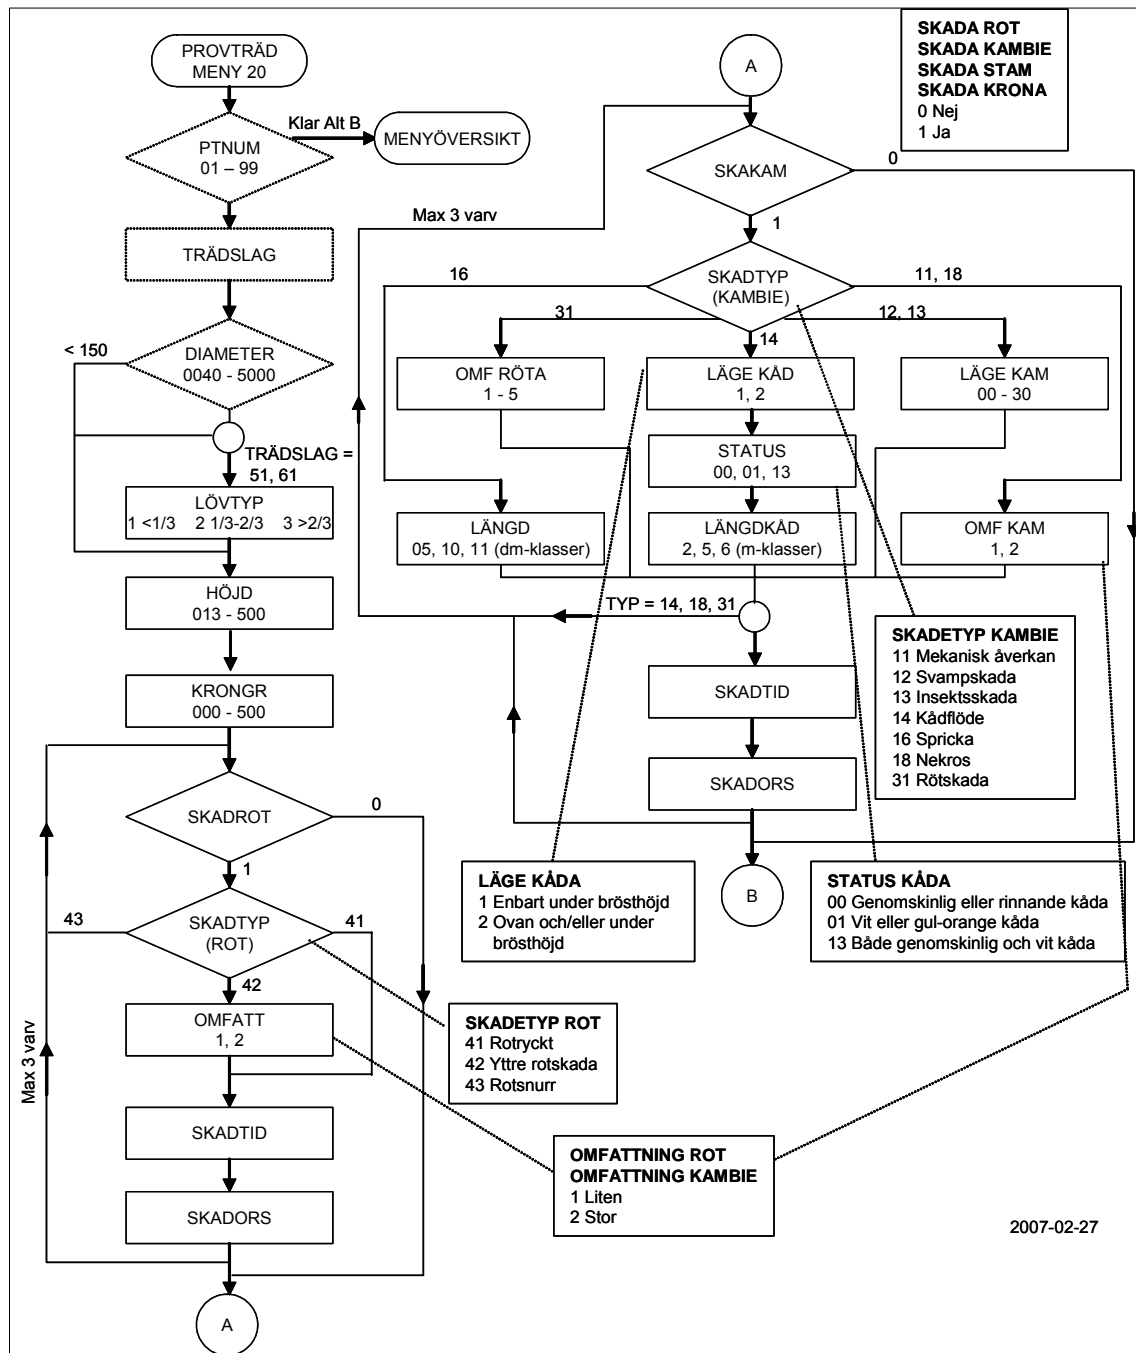 PROVTRÄD
MENY 20
Klar Alt B
MENYÖVERSIKT
PTNUM
01 – 99
TRÄDSLAG
< 150
DIAMETER
0040 - 5000
TRÄDSLAG =
51, 61
LÖVTYP
1 <1/3 2 1/3-2/3 3 >2/3
HÖJD
013 - 500
KRONGR
000 - 500
SKADROT
0
1
43
SKADTYP
(ROT)
41
42
OMFATT
1, 2
Max 3 varv
SKADTID
SKADORS
A
A
SKAKAM
0
Max 3 varv
1
16
SKADTYP
(KAMBIE)
11, 18
31
12, 13
14
OMF RÖTA
1 - 5
LÄGE KÅD
1, 2
LÄGE KAM
00 - 30
STATUS
00, 01, 13
LÄNGD
05, 10, 11 (dm-klasser)
LÄNGDKÅD
2, 5, 6 (m-klasser)
OMF KAM
1, 2
TYP = 14, 18, 31
SKADTID
SKADORS
B
SKADA ROT
SKADA KAMBIE
SKADA STAM
SKADA KRONA
0 Nej
1 Ja
SKADETYP KAMBIE
11 Mekanisk åverkan
12 Svampskada
13 Insektsskada
14 Kådflöde
16 Spricka
18 Nekros
31 Rötskada
LÄGE KÅDA
1 Enbart under brösthöjd
2 Ovan och/eller under
brösthöjd
STATUS KÅDA
00 Genomskinlig eller rinnande kåda
01 Vit eller gul-orange kåda
13 Både genomskinlig och vit kåda
SKADETYP ROT
41 Rotryckt
42 Yttre rotskada
43 Rotsnurr
OMFATTNING ROT
OMFATTNING KAMBIE
1 Liten
2 Stor
2007-02-27